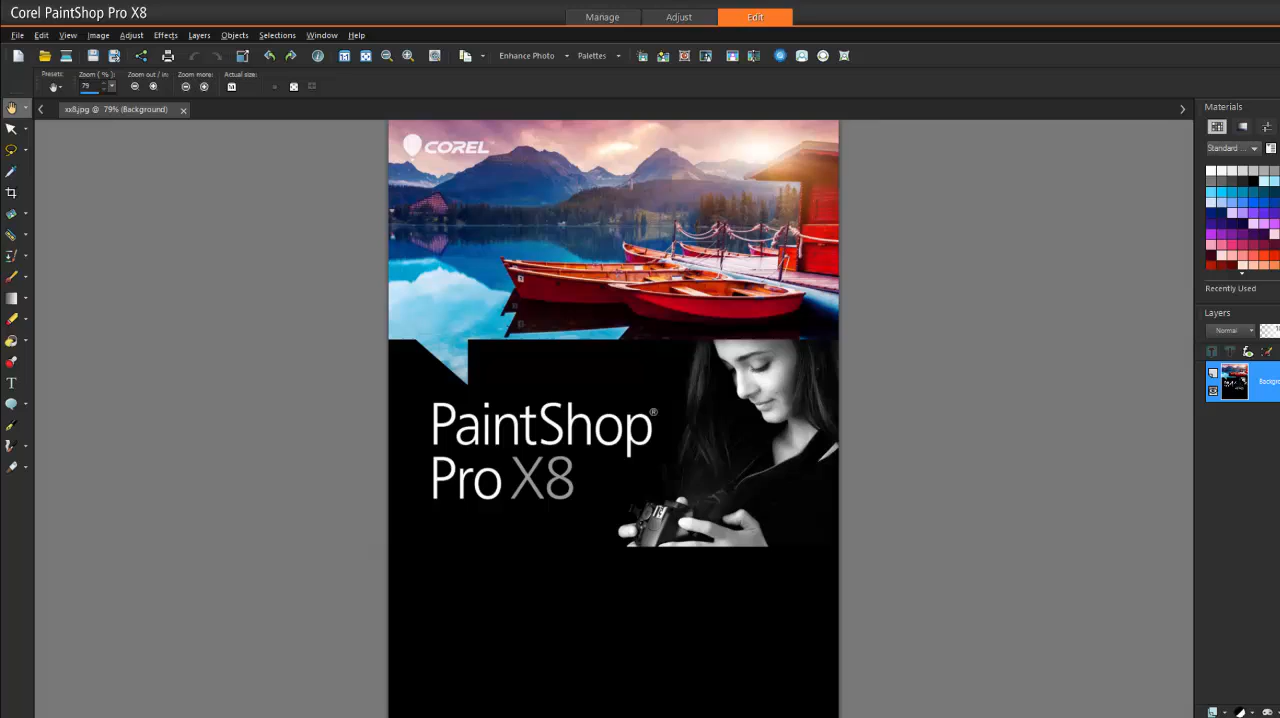 Corel PaintShop Pro X8
Manage Adjust Edit
File Edit View Image Adjust Effects Layers Objects Selections Window Help
Enhance Photo Palettes
Presets: Zoom (%): Zoom out / in: Zoom more: Actual size:
79
xx8.jpg @ 79% (Background)
Materials
Standard ...
Recently Used
Layers
Normal
Backgro
COREL
PaintShop®
Pro X8
T